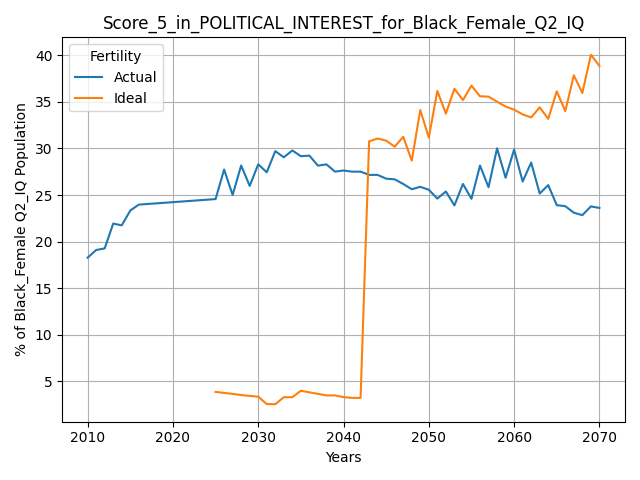 Score_5_in_POLITICAL_INTEREST_for_Black_Female_Q2_IQ
Fertility
Actual
Ideal
% of Black_Female Q2_IQ Population
40
35
30
25
20
15
10
5
2010 2020 2030 2040 2050 2060 2070
Years